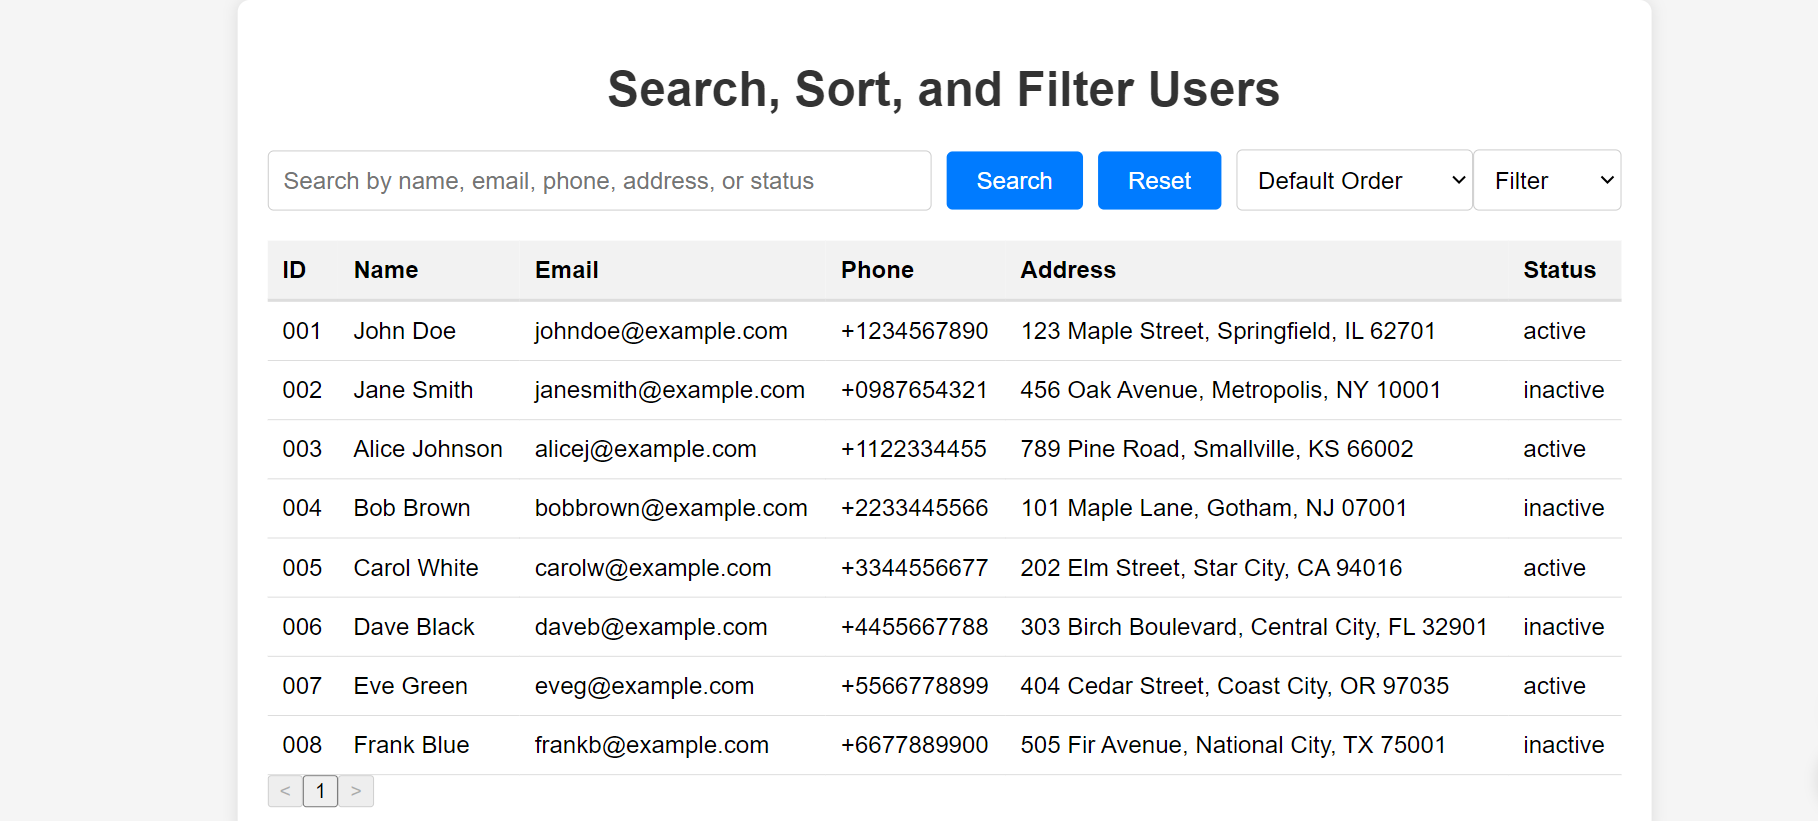 Search, Sort, and Filter Users
Search by name, email, phone, address, or status Search Reset Default Order Filter
ID Name Email Phone Address Status
001 John Doe johndoe@example.com +1234567890 123 Maple Street, Springfield, IL 62701 active
002 Jane Smith janesmith@example.com +0987654321 456 Oak Avenue, Metropolis, NY 10001 inactive
003 Alice Johnson alicej@example.com +1122334455 789 Pine Road, Smallville, KS 66002 active
004 Bob Brown bobbrown@example.com +2233445566 101 Maple Lane, Gotham, NJ 07001 inactive
005 Carol White carolw@example.com +3344556677 202 Elm Street, Star City, CA 94016 active
006 Dave Black daveb@example.com +4455667788 303 Birch Boulevard, Central City, FL 32901 inactive
007 Eve Green eveg@example.com +5566778899 404 Cedar Street, Coast City, OR 97035 active
008 Frank Blue frankb@example.com +6677889900 505 Fir Avenue, National City, TX 75001 inactive
< 1 >